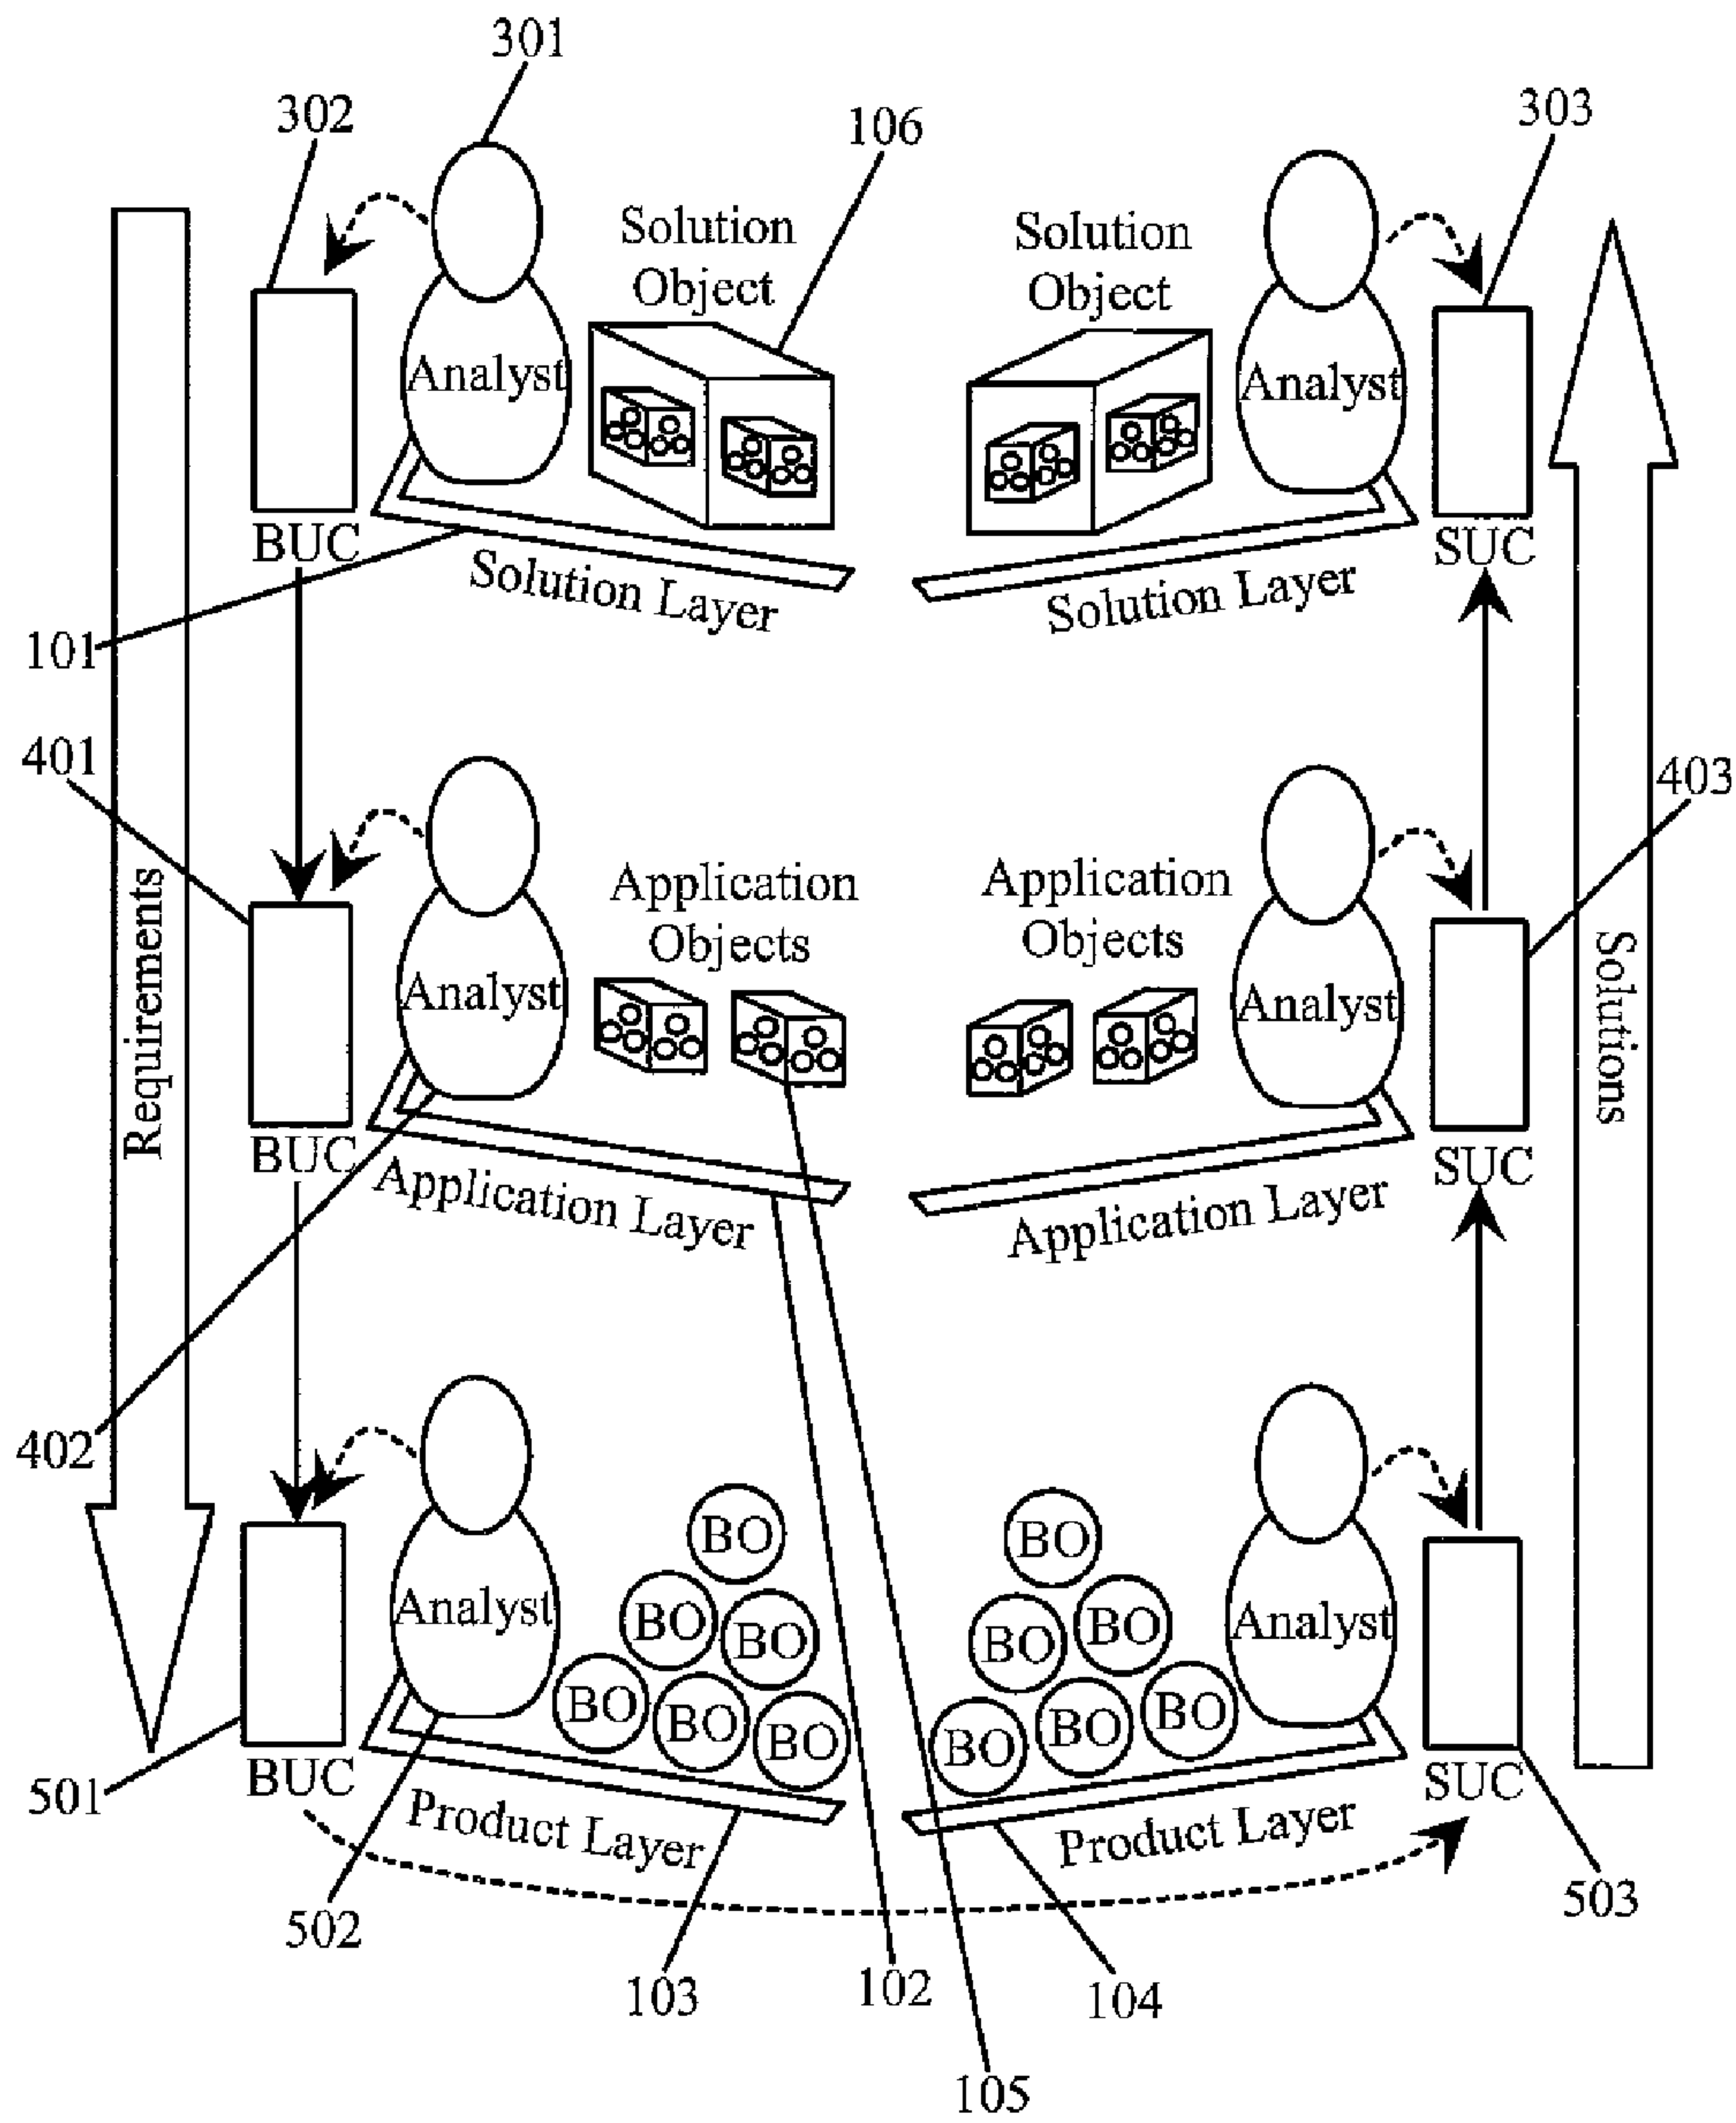 301
302
106
303
Solution
Object
Solution
Object
Analyst
Analyst
BUC
SUC
Solution Layer
Solution Layer
101
401
403
Requirements
Application
Objects
Application
Objects
Solutions
Analyst
Analyst
BUC
SUC
Application Layer
Application Layer
402
BO
BO
Analyst
BO
BO
BO
BO
Analyst
BO
BO
BO
BO
BO
BO
501
BUC
SUC
Product Layer
Product Layer
502
503
103
102
104
105